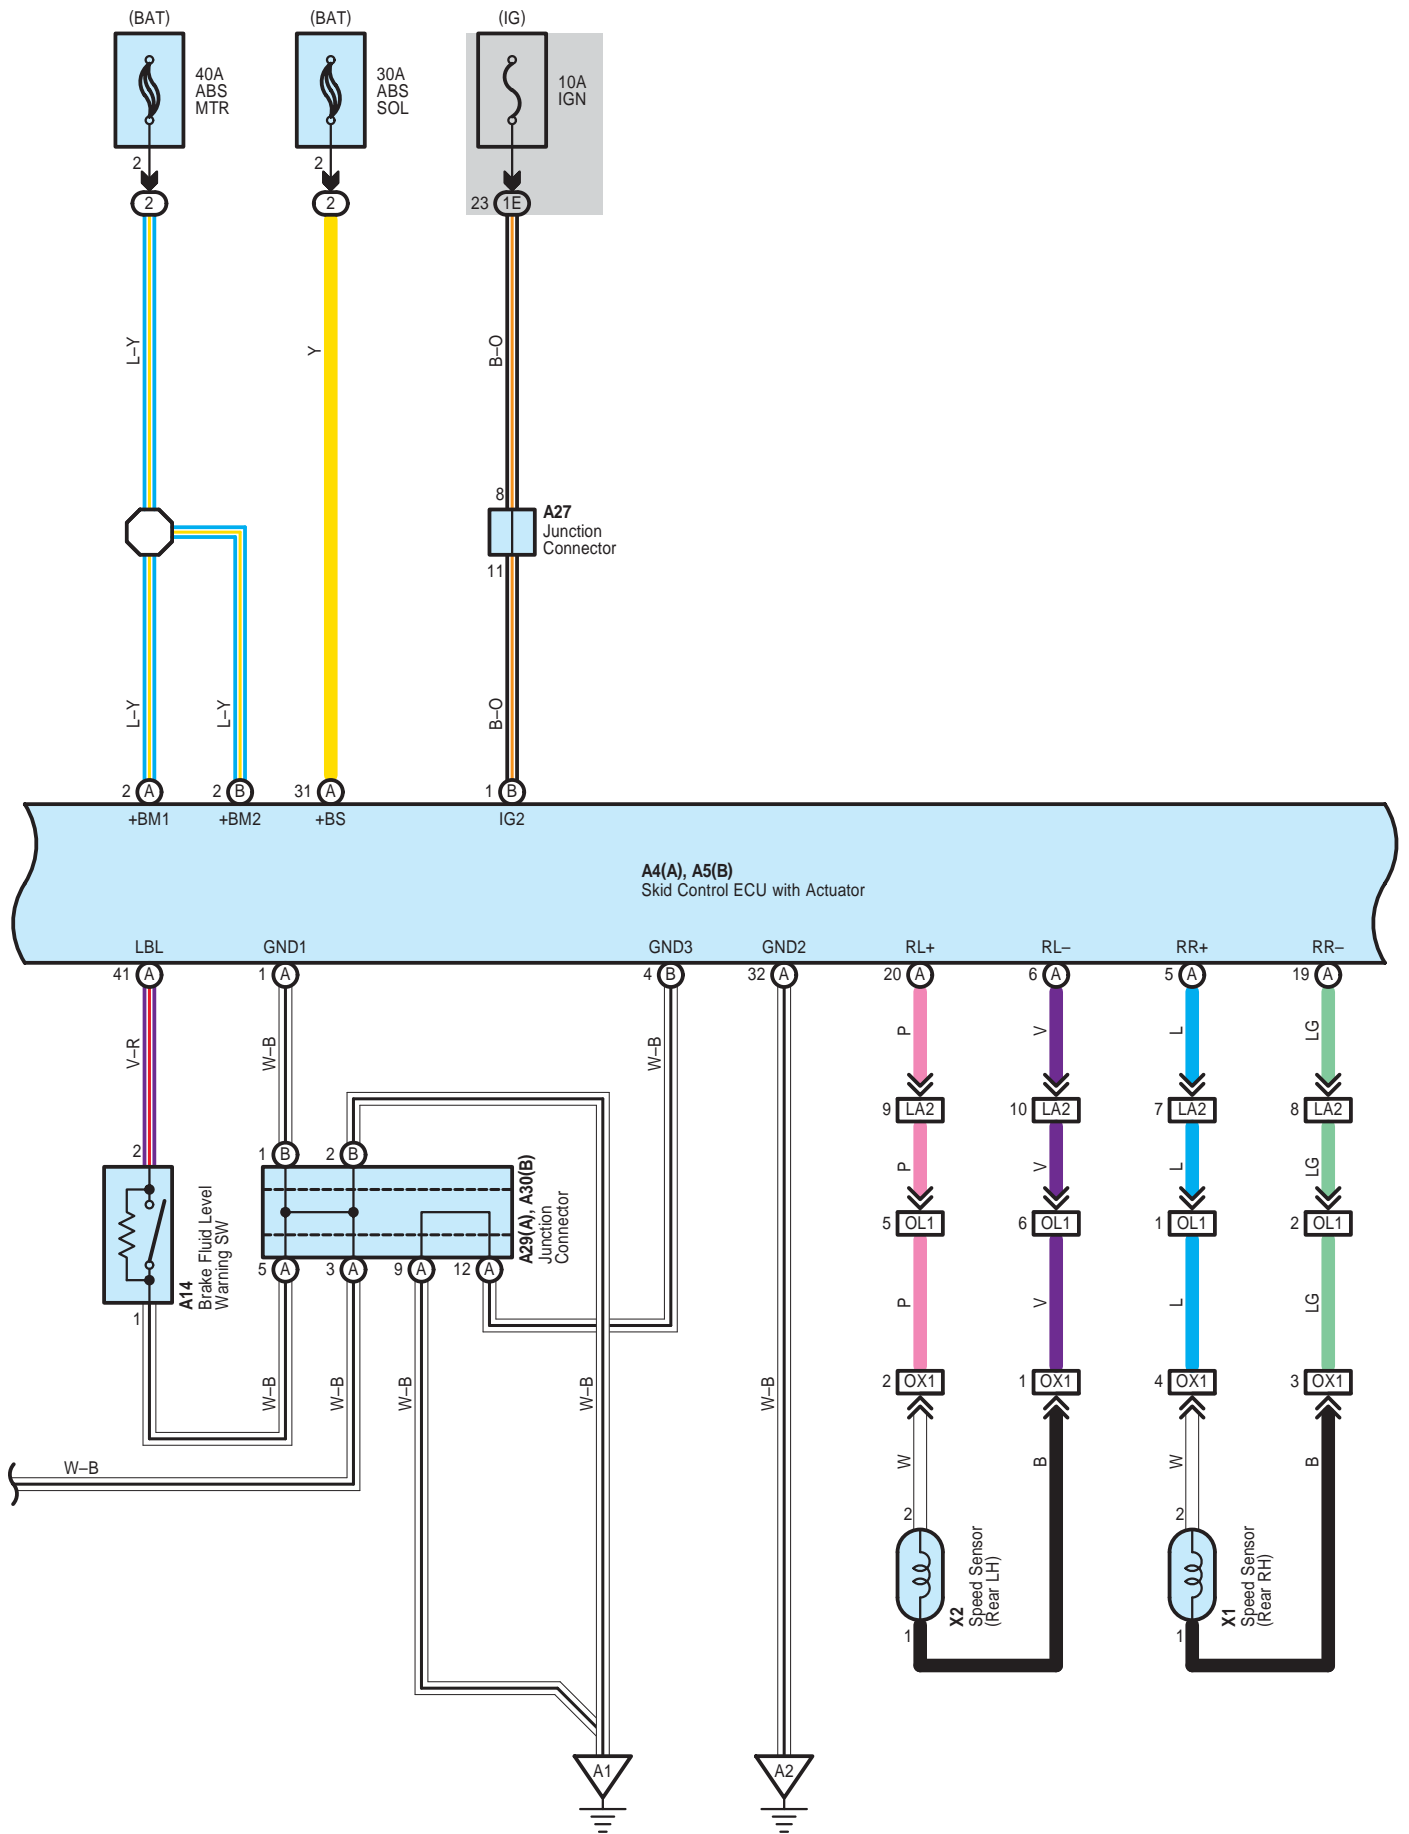 (BAT)
(BAT)
(IG)
40A
ABS
MTR
30A
ABS
SOL
10A
IGN
2
2
2
2
23
1E
L–Y
Y
B–O
8
A27
Junction
Connector
11
L–Y
L–Y
B–O
2
A
2
B
31
A
1
B
+BM1
+BM2
+BS
IG2
A4(A), A5(B)
Skid Control ECU with Actuator
LBL
GND1
GND3
GND2
RL+
RL–
RR+
RR–
41
A
1
A
4
B
32
A
20
A
6
A
5
A
19
A
V–R
W–B
W–B
P
V
L
LG
9
LA2
10
LA2
7
LA2
8
LA2
2
1
B
2
B
P
V
L
LG
5
OL1
6
OL1
1
OL1
2
OL1
A14
Brake Fluid Level
Warning SW
A29(A), A30(B)
Junction
Connector
5
A
3
A
9
A
12
A
1
P
V
L
LG
W–B
W–B
W–B
W–B
W–B
2
OX1
1
OX1
4
OX1
3
OX1
W–B
W
B
W
B
2
2
X2
Speed Sensor
(Rear LH)
X1
Speed Sensor
(Rear RH)
1
1
A1
A2